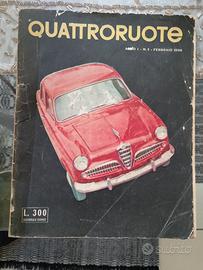 QUATTRORUOTE
ANNO I - N. 1 - FEBBRAIO 1956
L. 300
subito